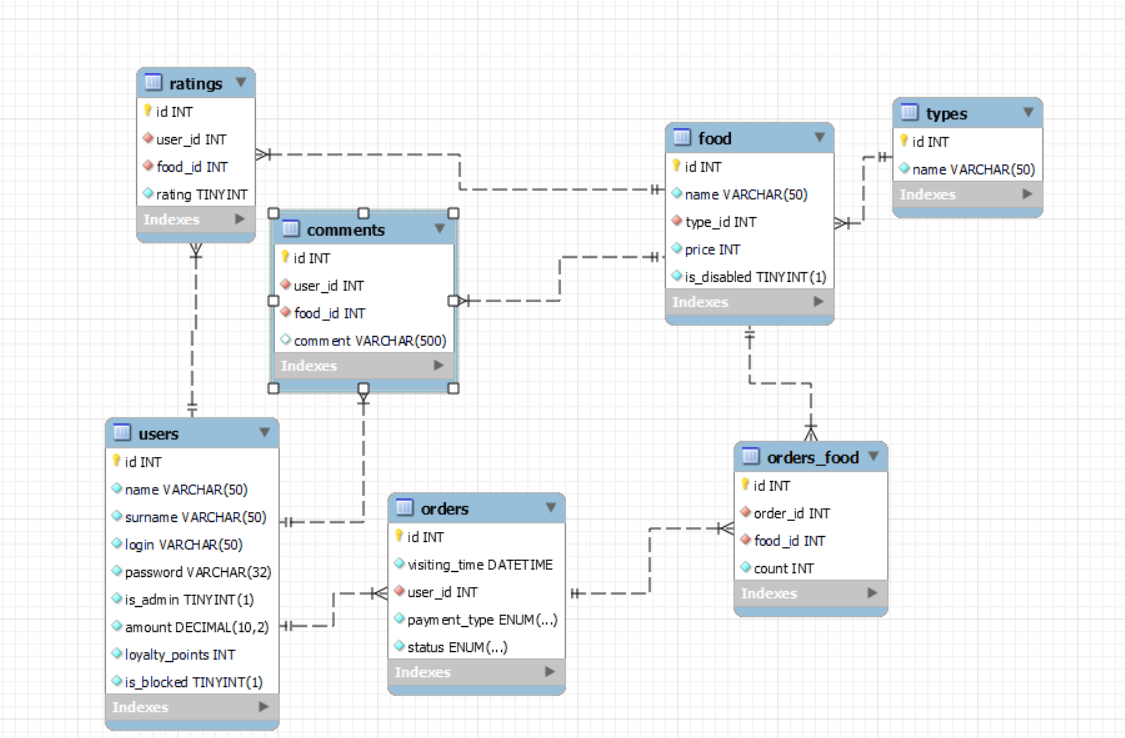 ratings
id INT
user_id INT
food_id INT
rating TINYINT
Indexes
comments
id INT
user_id INT
food_id INT
comment VARCHAR(500)
Indexes
food
id INT
name VARCHAR(50)
type_id INT
price INT
is_disabled TINYINT(1)
Indexes
types
id INT
name VARCHAR(50)
Indexes
users
id INT
name VARCHAR(50)
surname VARCHAR(50)
login VARCHAR(50)
password VARCHAR(32)
is_admin TINYINT(1)
amount DECIMAL(10,2)
loyalty_points INT
is_blocked TINYINT(1)
Indexes
orders
id INT
visiting_time DATETIME
user_id INT
payment_type ENUM(...)
status ENUM(...)
Indexes
orders_food
id INT
order_id INT
food_id INT
count INT
Indexes